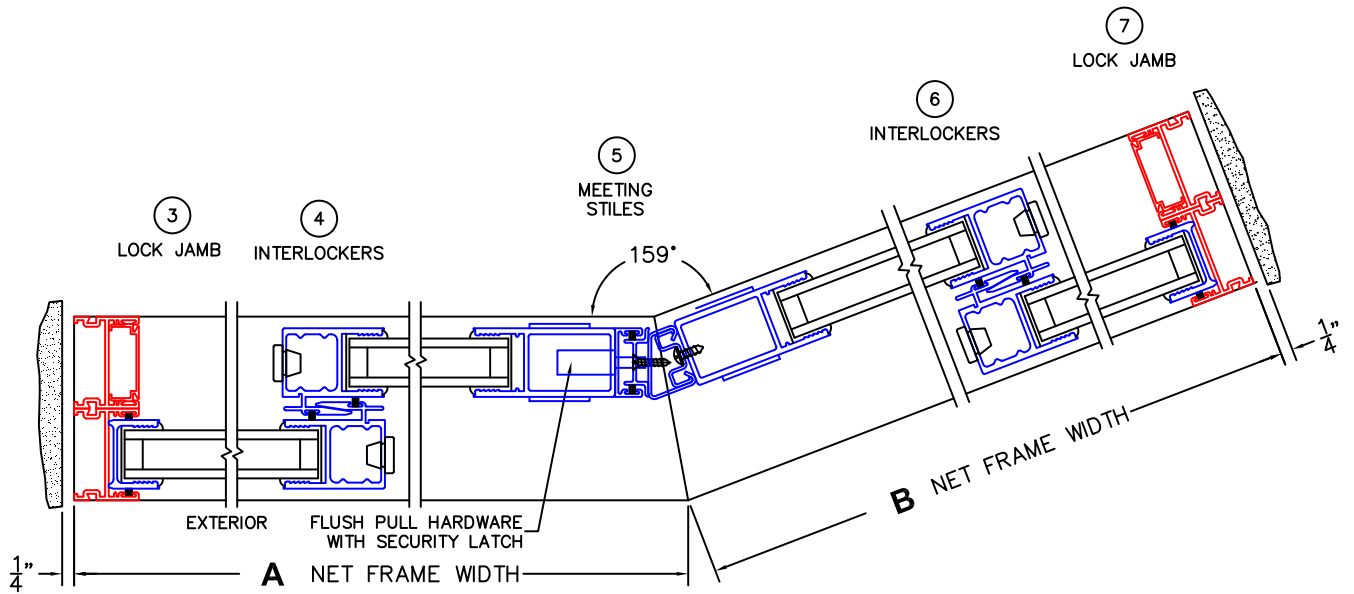 7
LOCK JAMB
6
INTERLOCKERS
5
MEETING
STILES
3
LOCK JAMB
4
INTERLOCKERS
159°
1/4"
EXTERIOR
FLUSH PULL HARDWARE
WITH SECURITY LATCH
B NET FRAME WIDTH
1/4"
A NET FRAME WIDTH